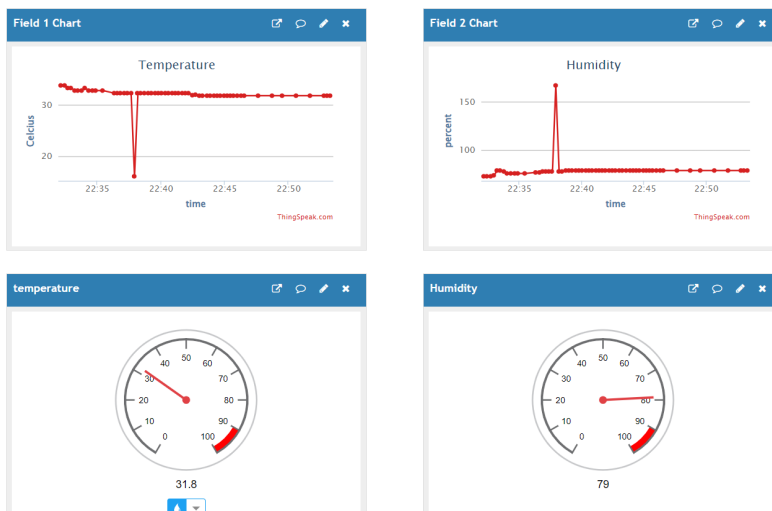 Field 1 Chart
Temperature
Celcius
30
20
22:35 22:40 22:45 22:50
time
ThingSpeak.com
Field 2 Chart
Humidity
percent
150
100
22:35 22:40 22:45 22:50
time
ThingSpeak.com
temperature
0 10 20 30 40 50 60 70 80 90 100
31.8
Humidity
0 10 20 30 40 50 60 70 80 90 100
79